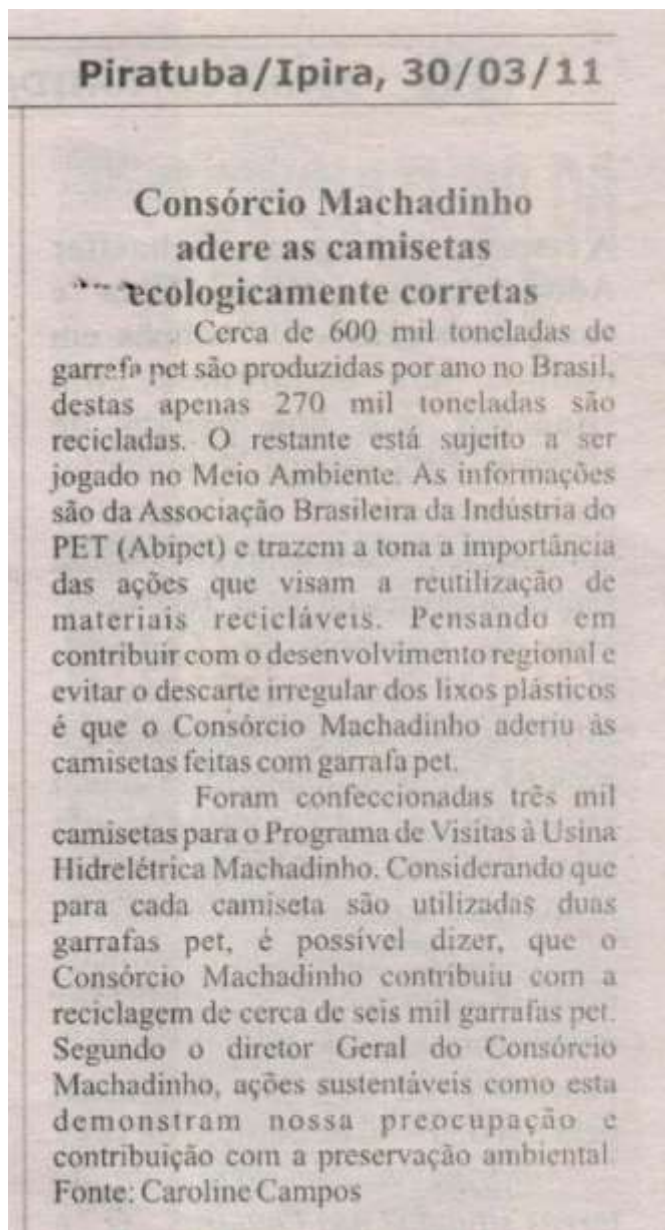 Piratuba/Ipira, 30/03/11
Consórcio Machadinho
adere as camisetas
ecologicamente corretas
Cerca de 600 mil toneladas de
garrafa pet são produzidas por ano no Brasil,
destas apenas 270 mil toneladas são
recicladas. O restante está sujeito a ser
jogado no Meio Ambiente. As informações
são da Associação Brasileira da Indústria do
PET (Abipet) e trazem a tona a importância
das ações que visam a reutilização de
materiais recicláveis. Pensando em
contribuir com o desenvolvimento regional e
evitar o descarte irregular dos lixos plásticos
é que o Consórcio Machadinho aderiu às
camisetas feitas com garrafa pet.
Foram confeccionadas três mil
camisetas para o Programa de Visitas à Usina
Hidrelétrica Machadinho. Considerando que
para cada camiseta são utilizadas duas
garrafas pet, é possível dizer, que o
Consórcio Machadinho contribuiu com a
reciclagem de cerca de seis mil garrafas pet.
Segundo o diretor Geral do Consórcio
Machadinho, ações sustentáveis como esta
demonstram nossa preocupação e
contribuição com a preservação ambiental.
Fonte: Caroline Campos